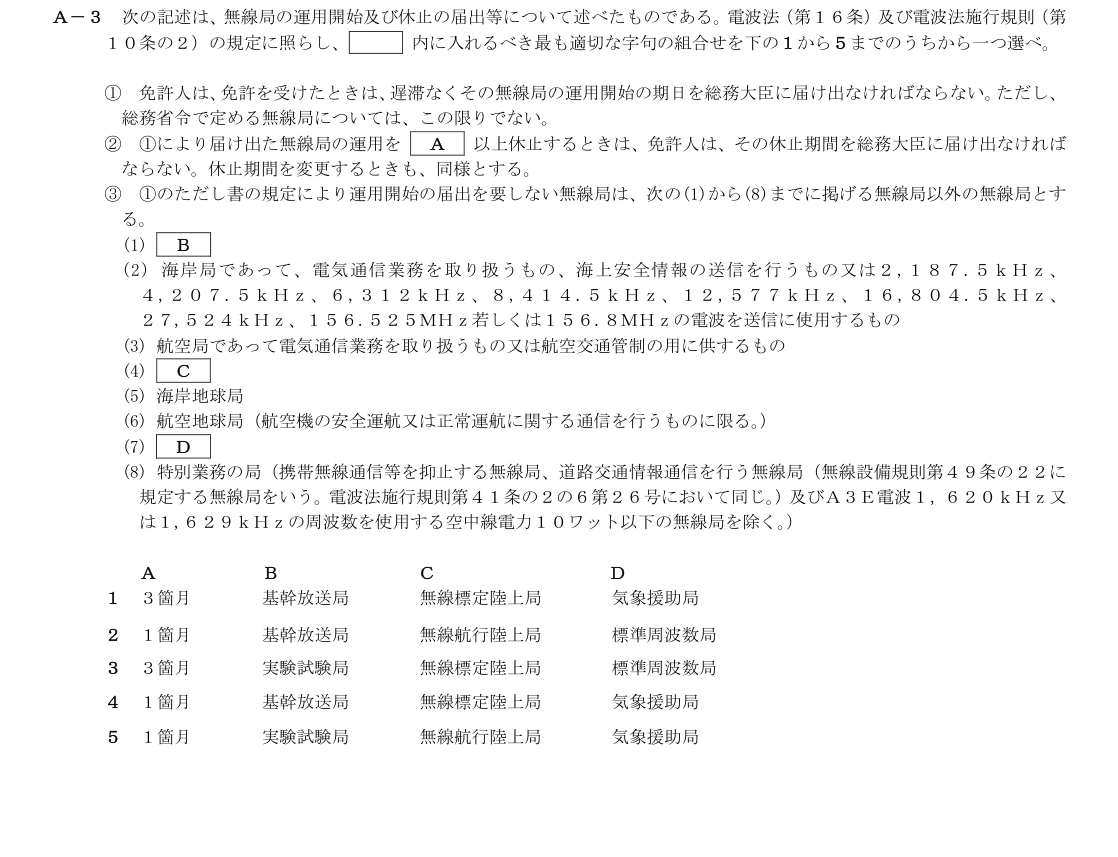 Ａ－３　次の記述は、無線局の運用開始及び休止の届出等について述べたものである。電波法（第１６条）及び電波法施行規則（第
１０条の２）の規定に照らし、　　　内に入れるべき最も適切な字句の組合せを下の１から５までのうちから一つ選べ。
①　免許人は、免許を受けたときは、遅滞なくその無線局の運用開始の期日を総務大臣に届け出なければならない。ただし、
総務省令で定める無線局については、この限りでない。
②　①により届け出た無線局の運用を　A　以上休止するときは、免許人は、その休止期間を総務大臣に届け出なければ
ならない。休止期間を変更するときも、同様とする。
③　①のただし書の規定により運用開始の届出を要しない無線局は、次の(1)から(8)までに掲げる無線局以外の無線局とす
る。
(1)　B
(2) 海岸局であって、電気通信業務を取り扱うもの、海上安全情報の送信を行うもの又は２,１８７.５ｋＨｚ、
４,２０７.５ｋＨｚ、６,３１２ｋＨｚ、８,４１４.５ｋＨｚ、１２,５７７ｋＨｚ、１６,８０４.５ｋＨｚ、
２７,５２４ｋＨｚ、１５６.５２５ＭＨｚ若しくは１５６.８ＭＨｚの電波を送信に使用するもの
(3) 航空局であって電気通信業務を取り扱うもの又は航空交通管制の用に供するもの
(4)　C
(5) 海岸地球局
(6) 航空地球局（航空機の安全運航又は正常運航に関する通信を行うものに限る。）
(7)　D
(8) 特別業務の局（携帯無線通信等を抑止する無線局、道路交通情報通信を行う無線局（無線設備規則第４９条の２２に
規定する無線局をいう。電波法施行規則第４１条の２の６第２６号において同じ。）及びＡ３Ｅ電波１,６２０ｋＨｚ又
は１,６２９ｋＨｚの周波数を使用する空中線電力１０ワット以下の無線局を除く。）
A　B　C　D
1　３箇月　基幹放送局　無線標定陸上局　気象援助局
2　１箇月　基幹放送局　無線航行陸上局　標準周波数局
3　３箇月　実験試験局　無線標定陸上局　標準周波数局
4　１箇月　基幹放送局　無線標定陸上局　気象援助局
5　１箇月　実験試験局　無線航行陸上局　気象援助局